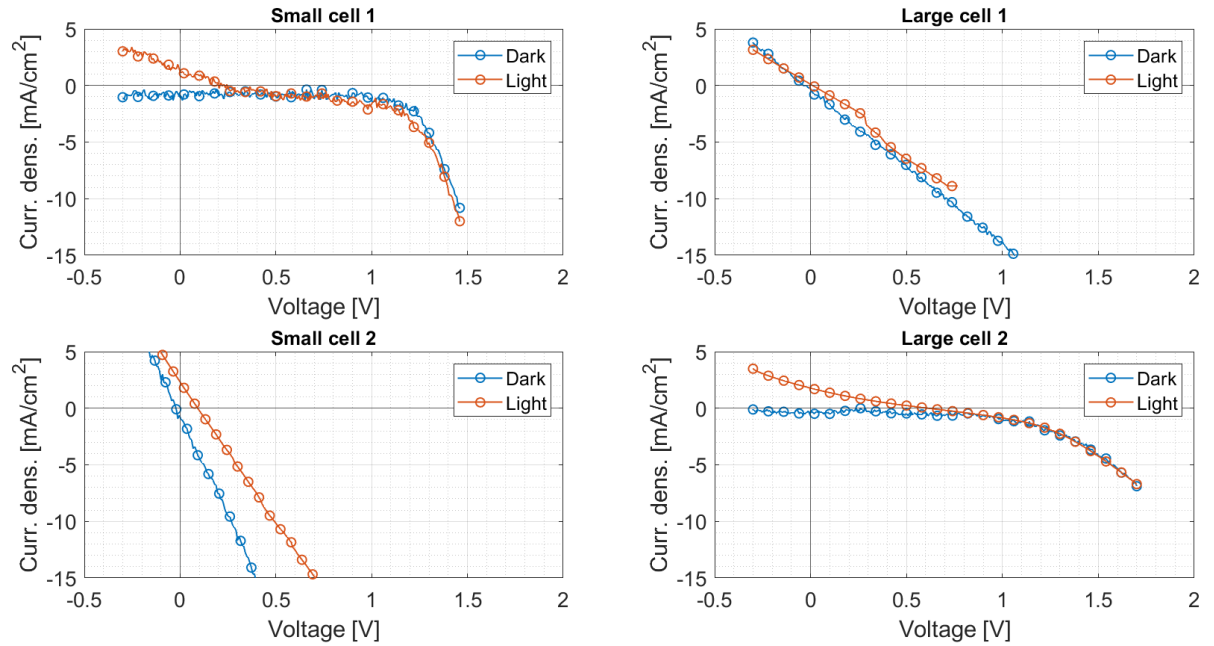 Small cell 1
5
0
-5
-10
-15
Curr. dens. [mA/cm²]
-0.5 0 0.5 1 1.5 2
Voltage [V]
Dark
Light
Large cell 1
5
0
-5
-10
-15
Curr. dens. [mA/cm²]
-0.5 0 0.5 1 1.5 2
Voltage [V]
Dark
Light
Small cell 2
5
0
-5
-10
-15
Curr. dens. [mA/cm²]
-0.5 0 0.5 1 1.5 2
Voltage [V]
Dark
Light
Large cell 2
5
0
-5
-10
-15
Curr. dens. [mA/cm²]
-0.5 0 0.5 1 1.5 2
Voltage [V]
Dark
Light